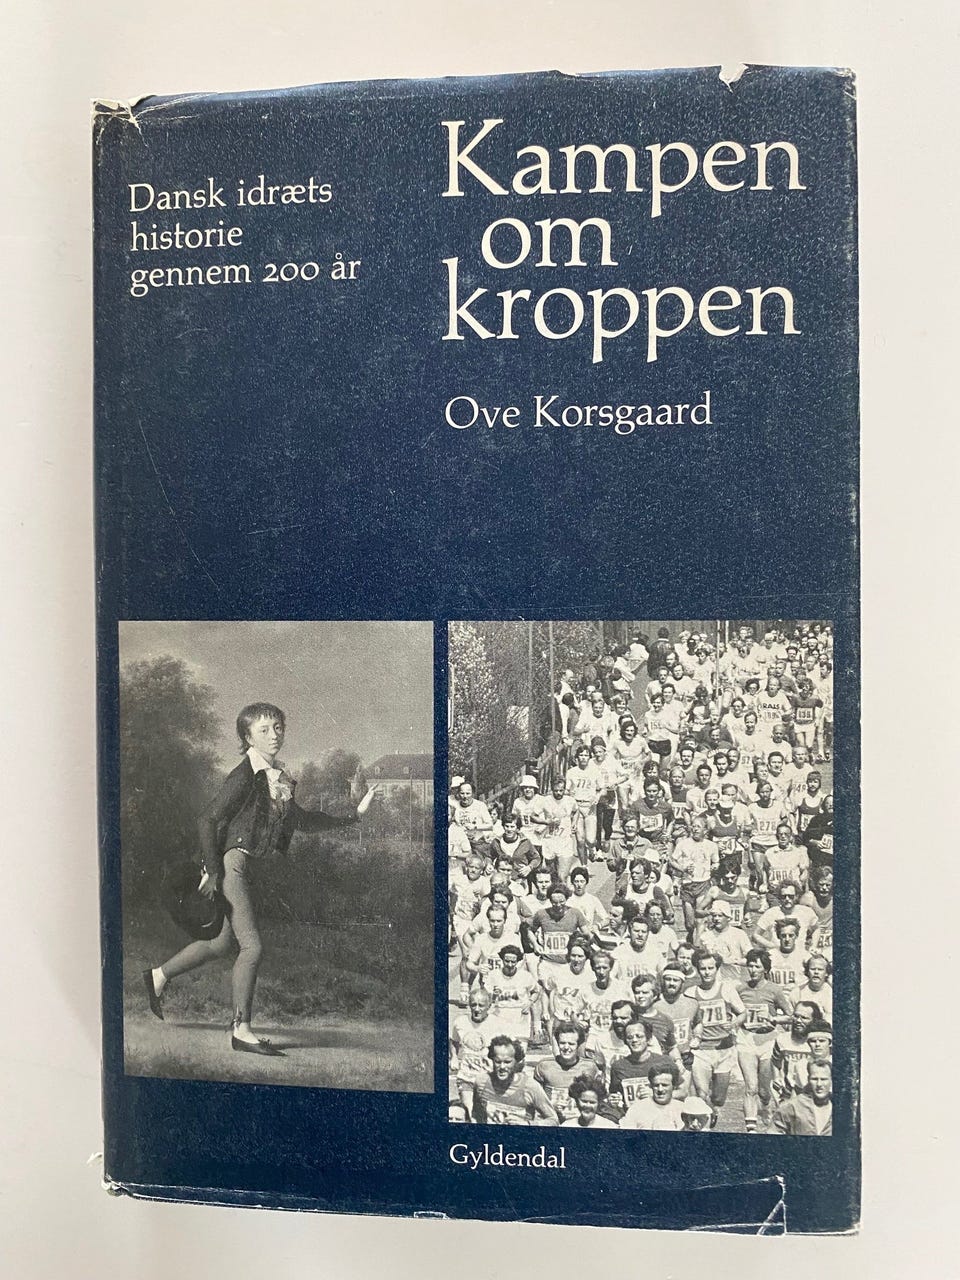 Dansk idræts
historie
gennem 200 år
Kampen
om
kroppen
Ove Korsgaard
Gyldendal